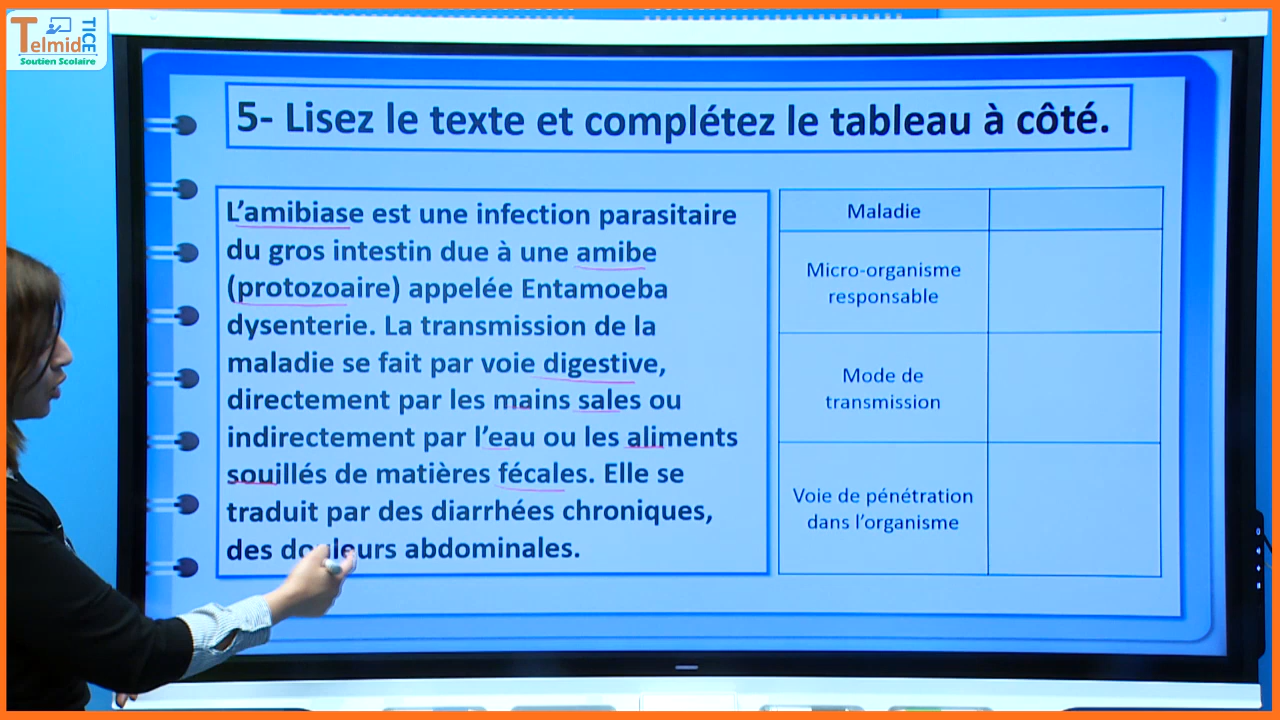 Telmid TICE
Soutien Scolaire
5- Lisez le texte et complétez le tableau à côté.
L'amibiase est une infection parasitaire
du gros intestin due à une amibe
(protozoaire) appelée Entamoeba
dysenterie. La transmission de la
maladie se fait par voie digestive,
directement par les mains sales ou
indirectement par l'eau ou les aliments
souillés de matières fécales. Elle se
traduit par des diarrhées chroniques,
des douleurs abdominales.
Maladie
Micro-organisme
responsable
Mode de
transmission
Voie de pénétration
dans l'organisme